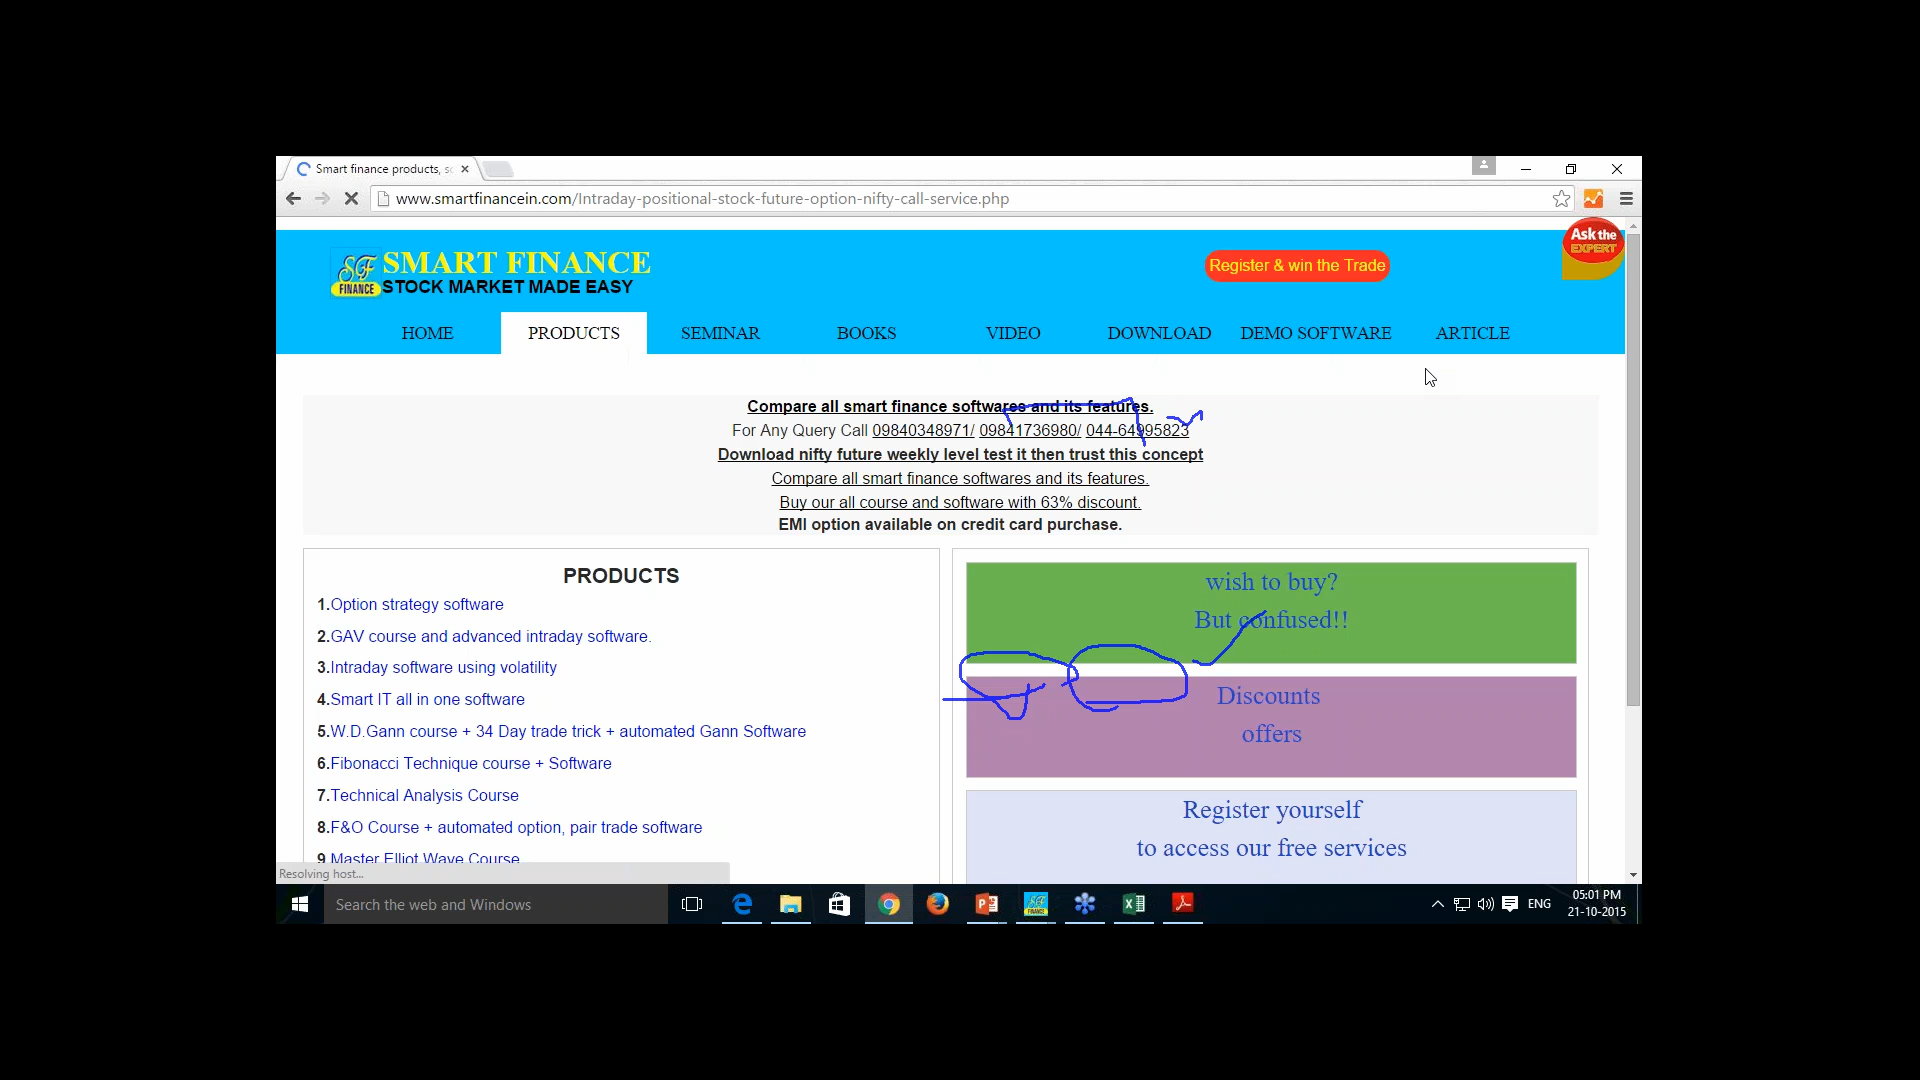 Smart finance products, s
www.smartfinancein.com/Intraday-positional-stock-future-option-nifty-call-service.php
Ask the
EXPERT
SF
FINANCE
SMART FINANCE
STOCK MARKET MADE EASY
Register & win the Trade
HOME PRODUCTS SEMINAR BOOKS VIDEO DOWNLOAD DEMO SOFTWARE ARTICLE
Compare all smart finance softwares and its features.
For Any Query Call 09840348971/ 09841736980/ 044-64995823
Download nifty future weekly level test it then trust this concept
Compare all smart finance softwares and its features.
Buy our all course and software with 63% discount.
EMI option available on credit card purchase.
PRODUCTS
1.Option strategy software
2.GAV course and advanced intraday software.
3.Intraday software using volatility
4.Smart IT all in one software
5.W.D.Gann course + 34 Day trade trick + automated Gann Software
6.Fibonacci Technique course + Software
7.Technical Analysis Course
8.F&O Course + automated option, pair trade software
9.Master Elliot Wave Course
wish to buy?
But confused!!
Discounts
offers
Register yourself
to access our free services
Resolving host...
Search the web and Windows
SF
FINANCE
ENG
05:01 PM
21-10-2015